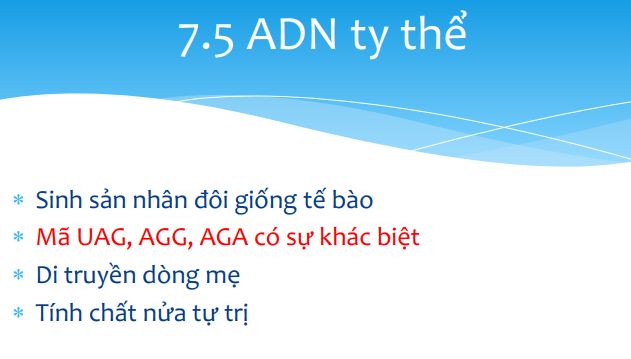 7.5 ADN ty thể
* Sinh sản nhân đôi giống tế bào
* Mã UAG, AGG, AGA có sự khác biệt
* Di truyền dòng mẹ
* Tính chất nửa tự trị